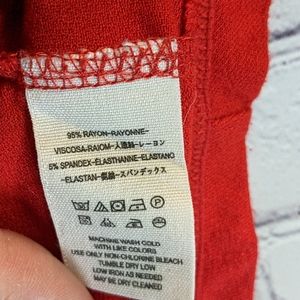 95% RAYON-RAYONNE-
VISCOSA-RAIOM-人造絲-レーヨン
5% SPANDEX-ELASTHANNE-ELASTANO
-ELASTAN-スパンデックス
MACHINE WASH COLD
WITH LIKE COLORS
USE ONLY NON-CHLORINE BLEACH
TUMBLE DRY LOW
LOW IRON AS NEEDED
MAY BE DRY CLEANED